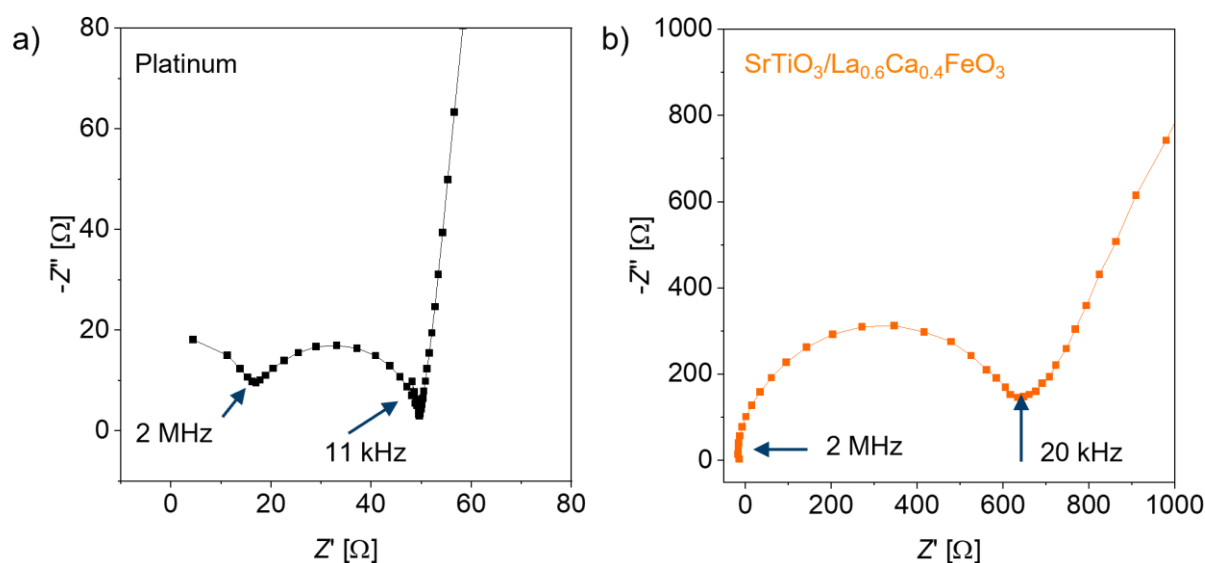 a)
Platinum
80
60
40
20
0
-Z'' [Ω]
2 MHz
11 kHz
0 20 40 60 80
Z' [Ω]
b)
SrTiO₃/La₀.₆Ca₀.₄FeO₃
1000
800
600
400
200
0
-Z'' [Ω]
2 MHz
20 kHz
0 200 400 600 800 1000
Z' [Ω]